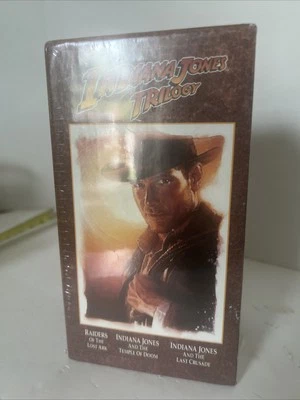 INDIANA JONES
TRILOGY
RAIDERS
OF THE
LOST ARK
INDIANA JONES
AND THE
TEMPLE OF DOOM
INDIANA JONES
AND THE
LAST CRUSADE